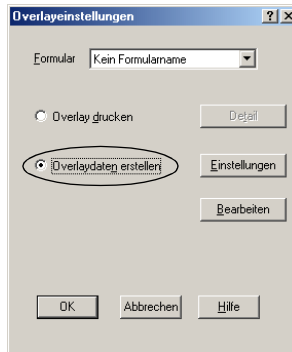 Overlayeinstellungen
Formular Kein Formularname
Overlay drucken Detail
Overlaydaten erstellen Einstellungen
Bearbeiten
OK Abbrechen Hilfe